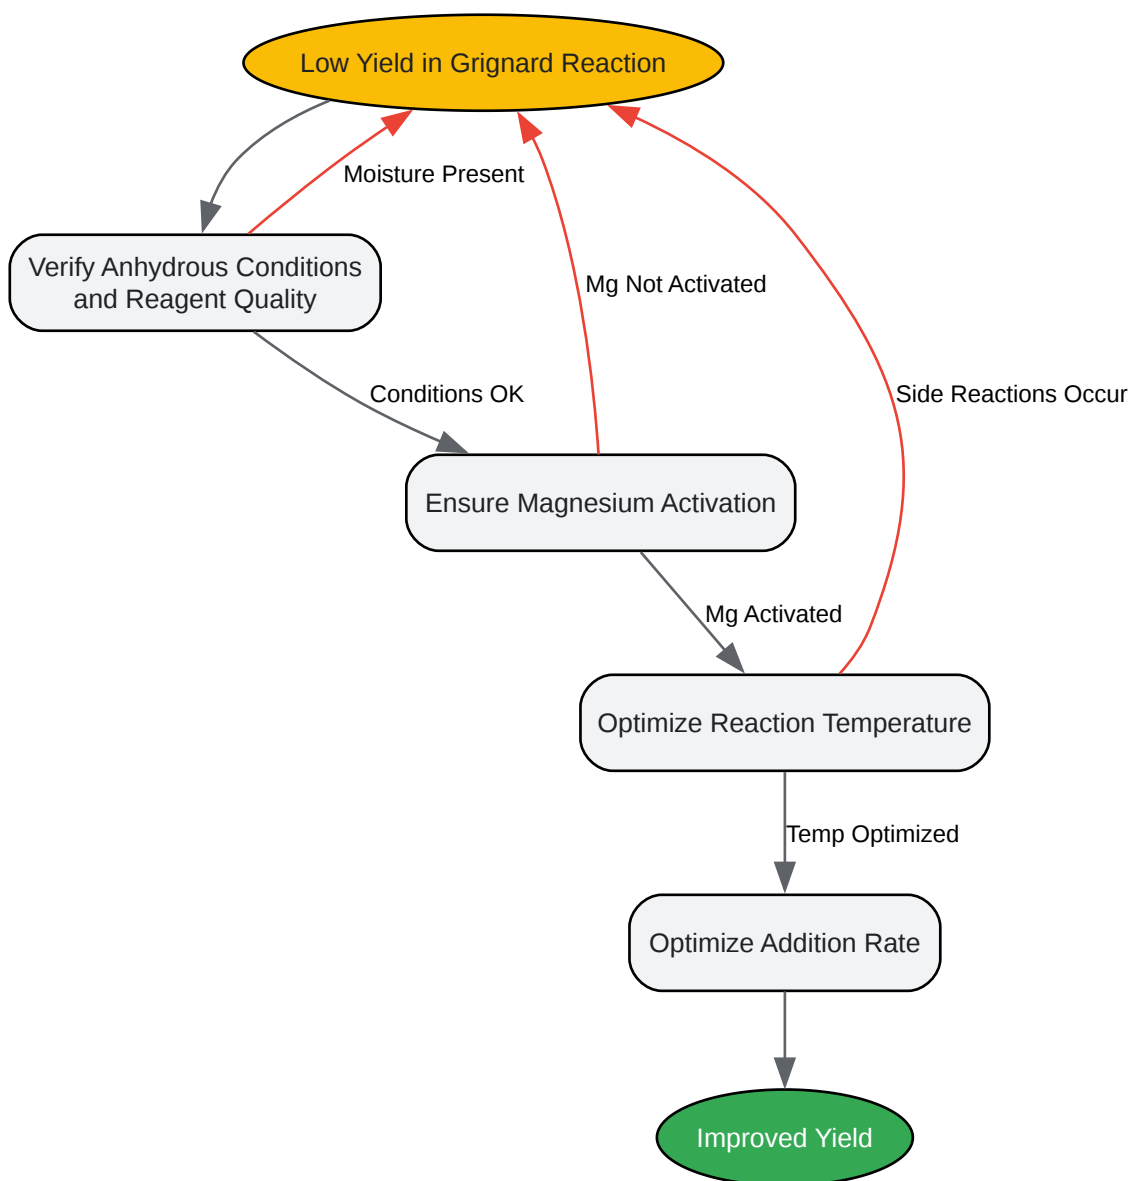 Low Yield in Grignard Reaction
Moisture Present
Verify Anhydrous Conditions
and Reagent Quality
Mg Not Activated
Conditions OK
Side Reactions Occur
Ensure Magnesium Activation
Mg Activated
Optimize Reaction Temperature
Temp Optimized
Optimize Addition Rate
Improved Yield